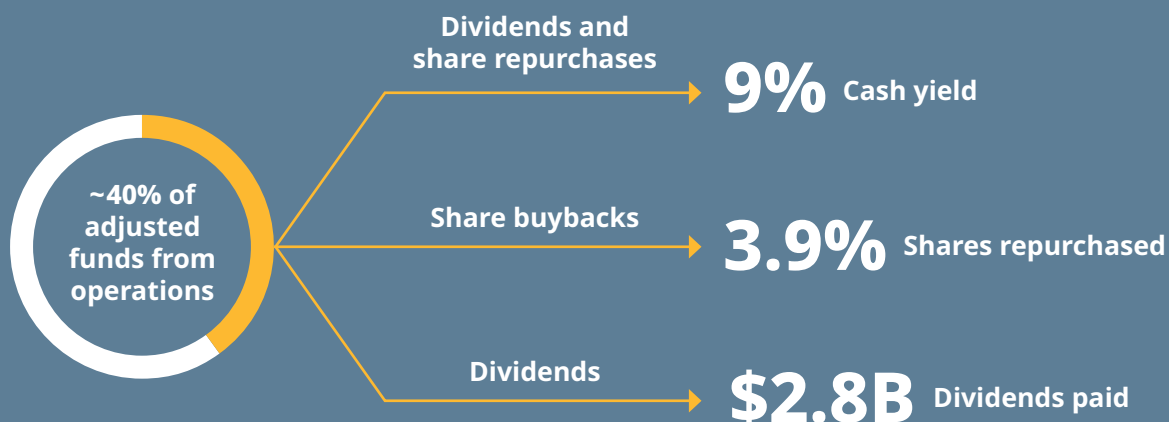 Dividends and
share repurchases
9% Cash yield
~40% of
adjusted
funds from
operations
Share buybacks
3.9% Shares repurchased
Dividends
$2.8B Dividends paid